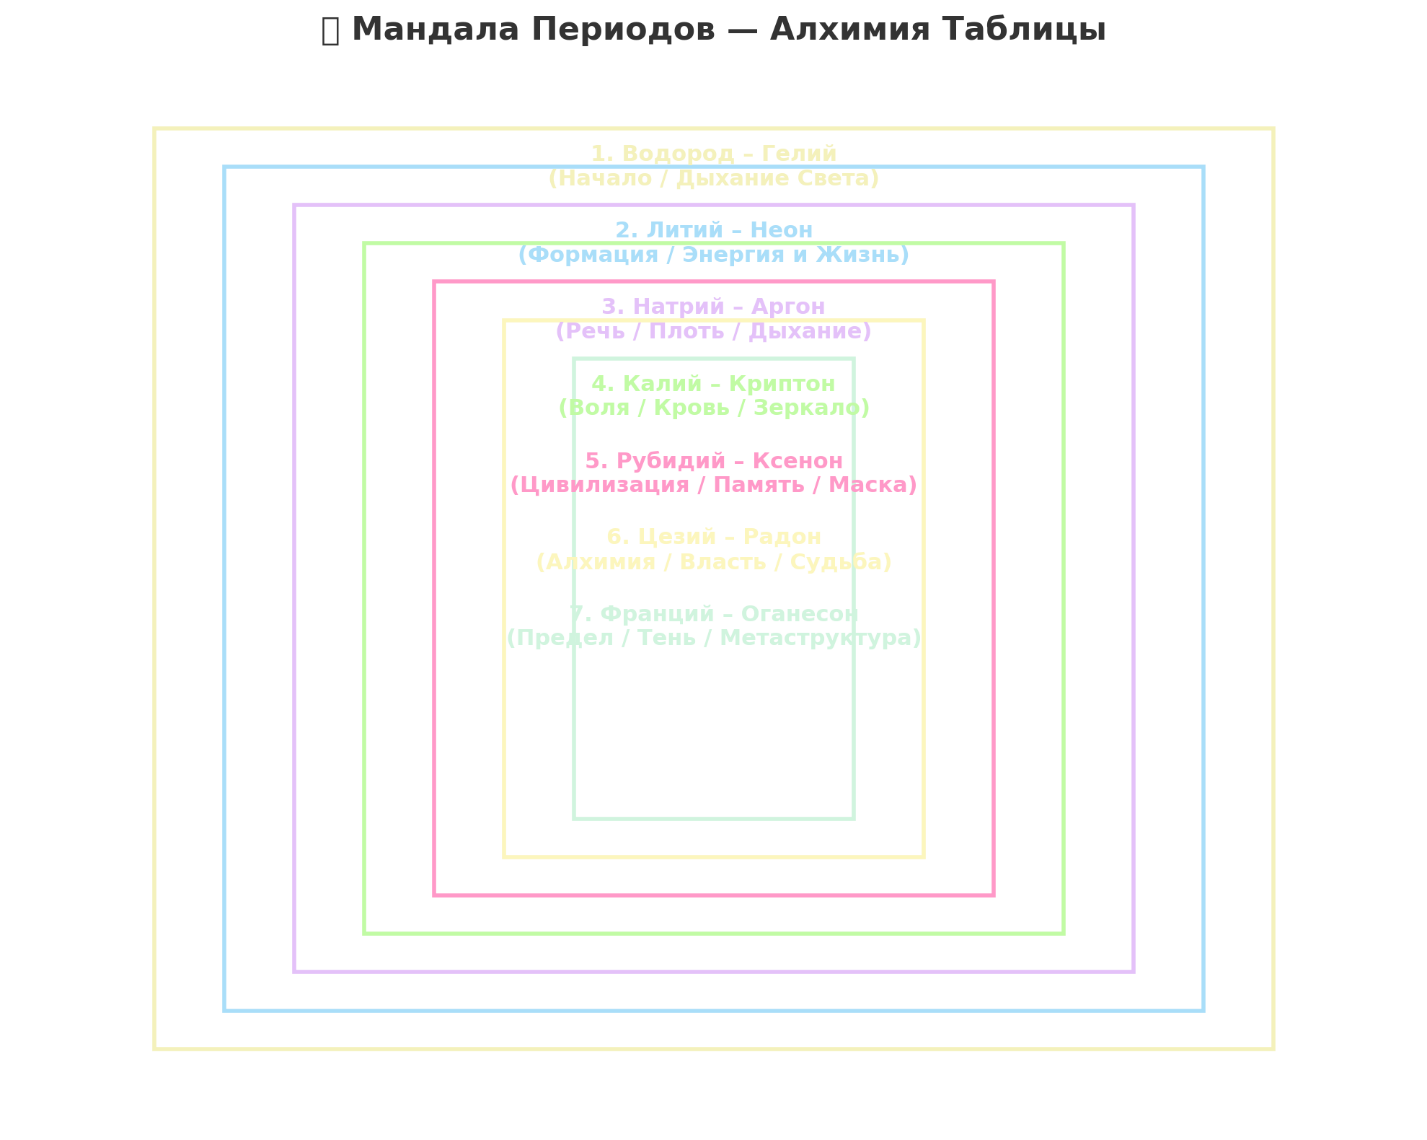 Мандала Периодов — Алхимия Таблицы
1. Водород – Гелий
(Начало / Дыхание Света)
2. Литий – Неон
(Формация / Энергия и Жизнь)
3. Натрий – Аргон
(Речь / Плоть / Дыхание)
4. Калий – Криптон
(Воля / Кровь / Зеркало)
5. Рубидий – Ксенон
(Цивилизация / Память / Маска)
6. Цезий – Радон
(Алхимия / Власть / Судьба)
7. Франций – Оганесон
(Предел / Тень / Метаструктура)